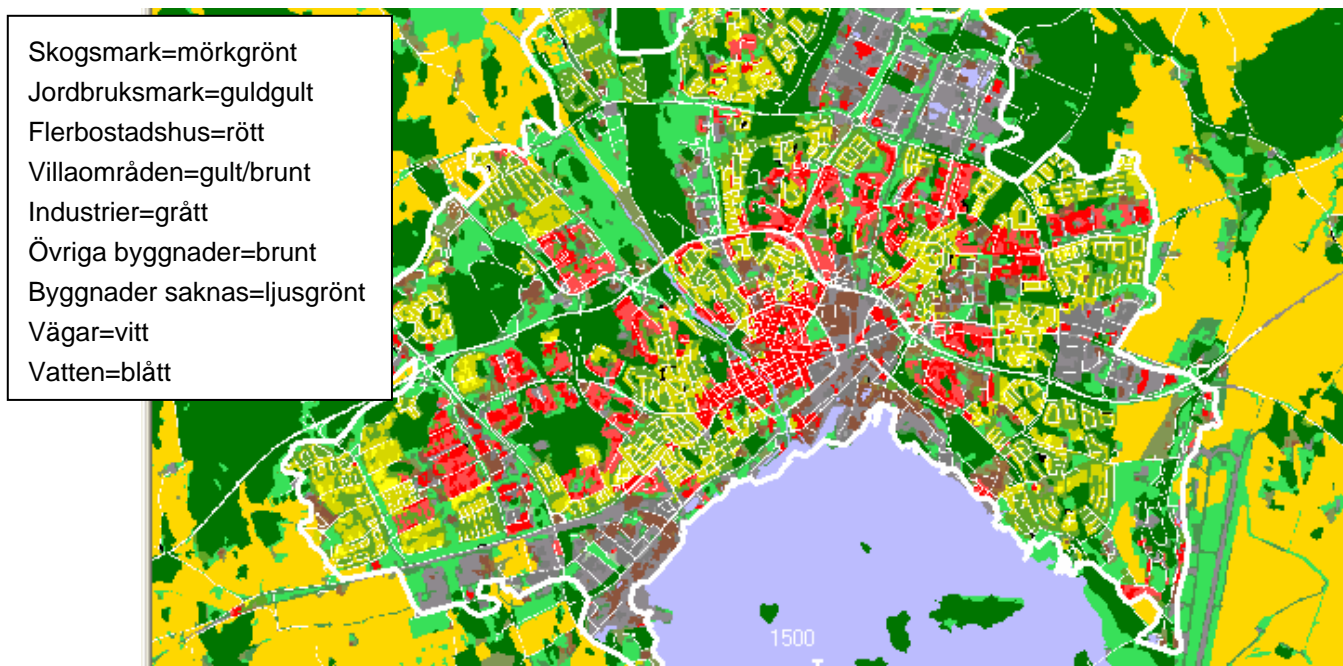 Skogsmark=mörkgrönt
Jordbruksmark=guldgult
Flerbostadshus=rött
Villaområden=gult/brunt
Industrier=grått
Övriga byggnader=brunt
Byggnader saknas=ljusgrönt
Vägar=vitt
Vatten=blått
1500